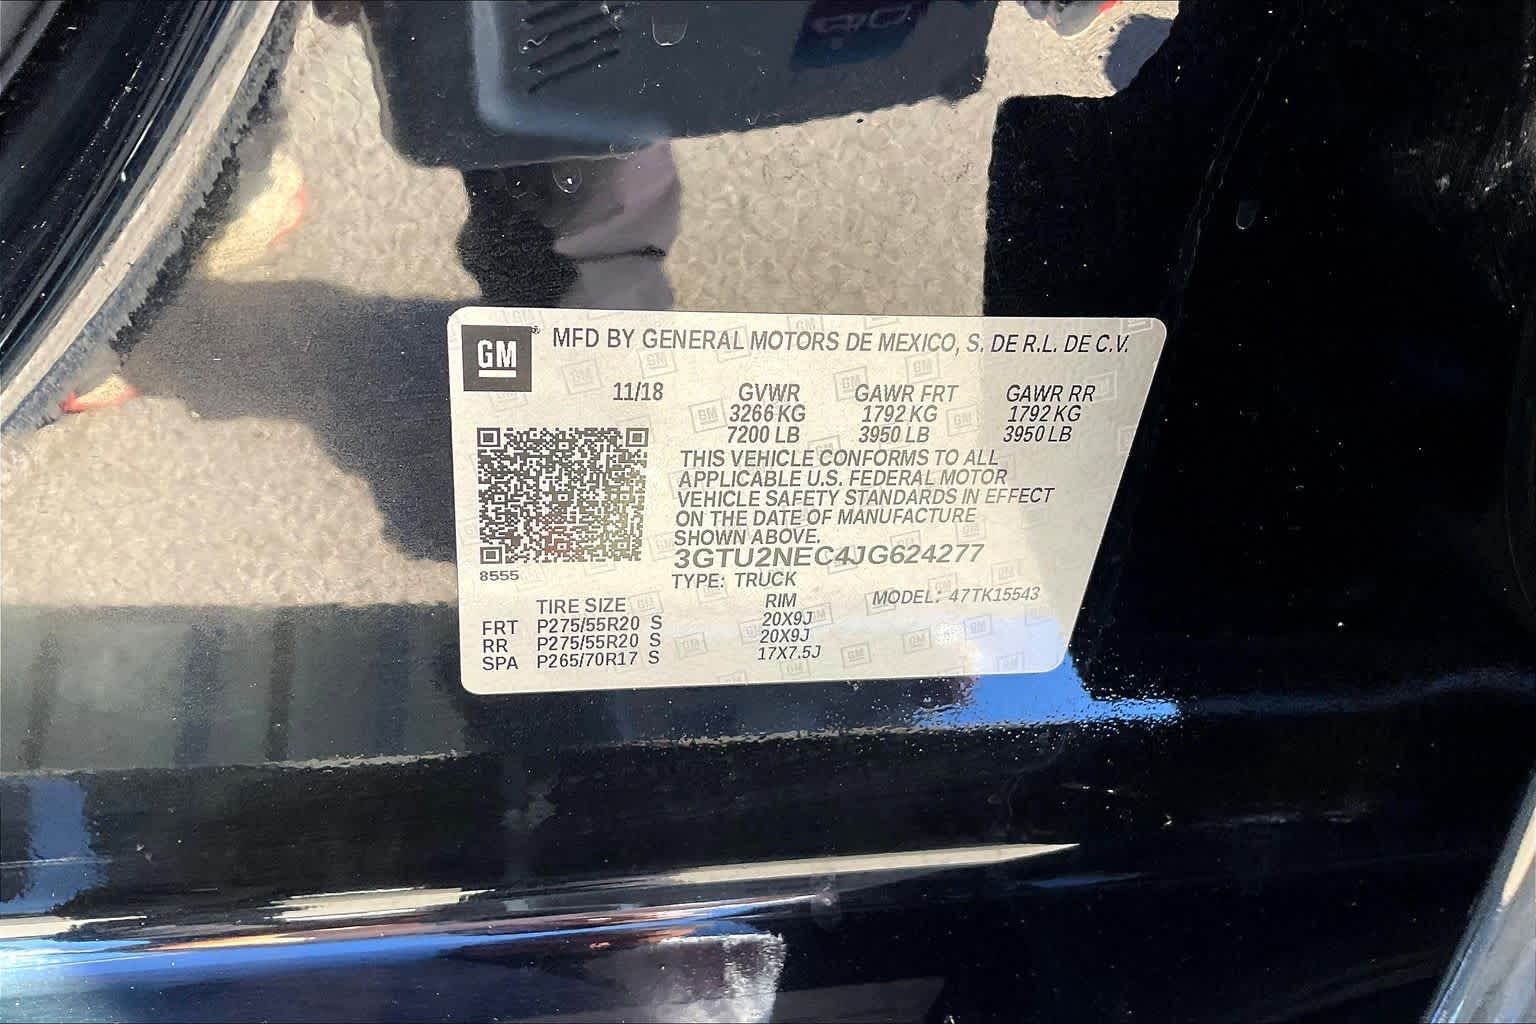 GM MFD BY GENERAL MOTORS DE MEXICO, S. DE R.L. DE C.V.
11/18 GVWR GAWR FRT GAWR RR
3266 KG 1792 KG 1792 KG
7200 LB 3950 LB 3950 LB
THIS VEHICLE CONFORMS TO ALL
APPLICABLE U.S. FEDERAL MOTOR
VEHICLE SAFETY STANDARDS IN EFFECT
ON THE DATE OF MANUFACTURE
SHOWN ABOVE.
3GTU2NEC4JG624277
8555
TYPE: TRUCK
MODEL: 47TK15543
TIRE SIZE RIM
FRT P275/55R20 S 20X9J
RR P275/55R20 S 20X9J
SPA P265/70R17 S 17X7.5J